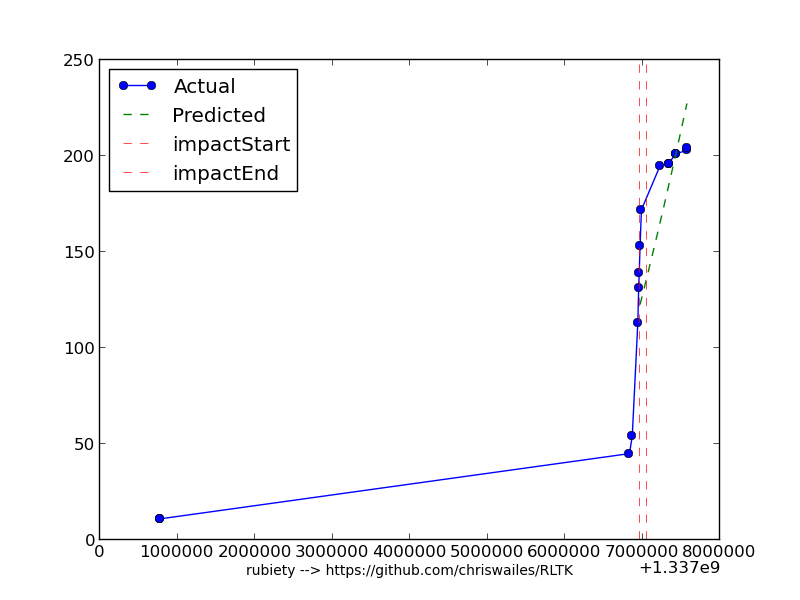 250
Actual
Predicted
impactStart
impactEnd
200
150
100
50
0
0 1000000 2000000 3000000 4000000 5000000 6000000 7000000 8000000
+1.337e9
rubiety --> https://github.com/chriswailes/RLTK